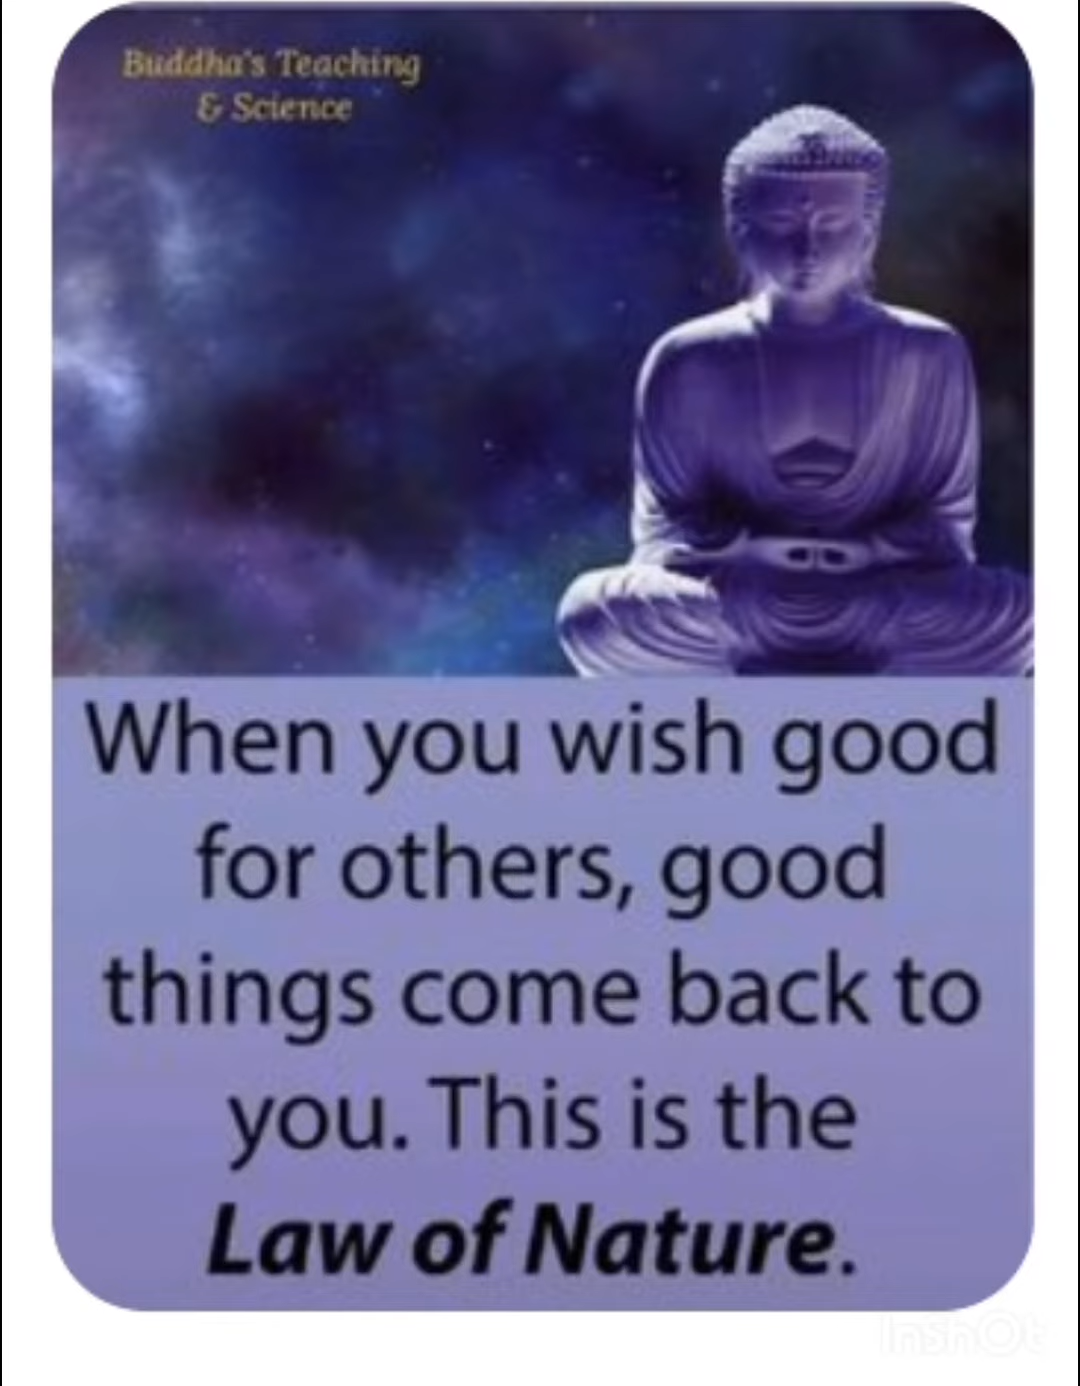 Buddha's Teaching
& Science
When you wish good
for others, good
things come back to
you. This is the
Law of Nature.
InshOt